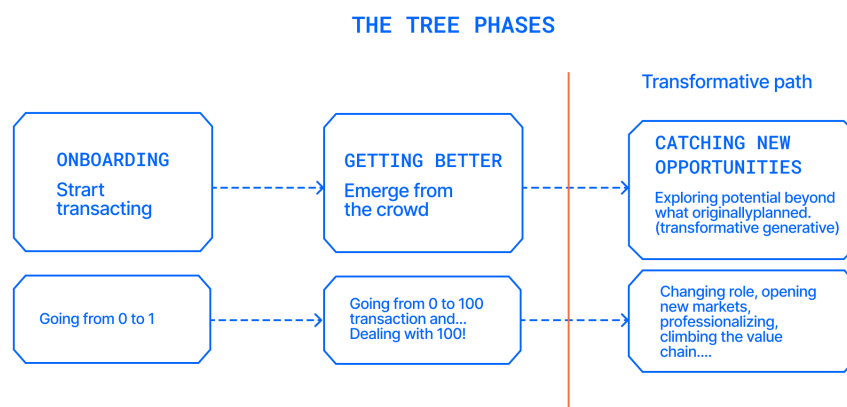 THE TREE PHASES
Transformative path
ONBOARDING
Strart
transacting
GETTING BETTER
Emerge from
the crowd
CATCHING NEW
OPPORTUNITIES
Exploring potential beyond
what originallyplanned.
(transformative generative)
Going from 0 to 1
Going from 0 to 100
transaction and...
Dealing with 100!
Changing role, opening
new markets,
professionalizing,
climbing the value
chain....